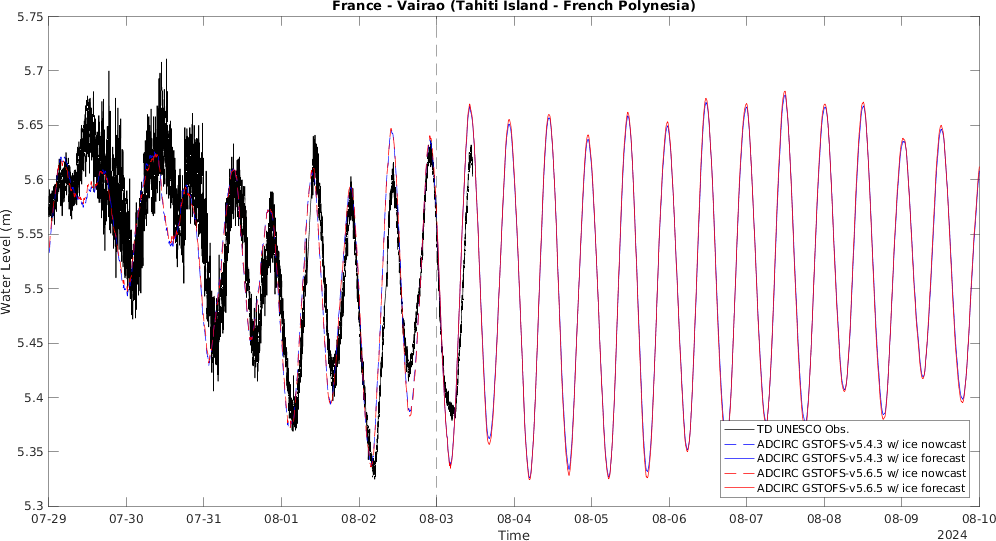 France - Vairao (Tahiti Island - French Polynesia)
5.75
5.7
5.65
5.6
5.55
5.5
5.45
5.4
5.35
5.3
Water Level (m)
TD UNESCO Obs.
ADCIRC GSTOFS-v5.4.3 w/ ice nowcast
ADCIRC GSTOFS-v5.4.3 w/ ice forecast
ADCIRC GSTOFS-v5.6.5 w/ ice nowcast
ADCIRC GSTOFS-v5.6.5 w/ ice forecast
07-29 07-30 07-31 08-01 08-02 08-03 08-04 08-05 08-06 08-07 08-08 08-09 08-10
Time
2024